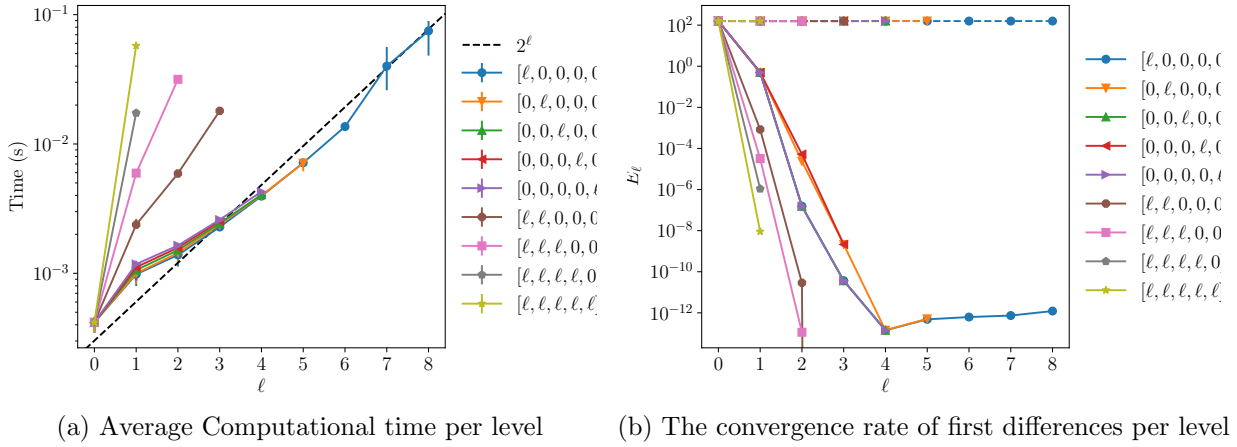 10⁻¹
10⁻²
10⁻³
Time (s)
0 1 2 3 4 5 6 7 8
ℓ
2^ℓ
[ℓ, 0, 0, 0, 0
[0, ℓ, 0, 0, 0
[0, 0, ℓ, 0, 0
[0, 0, 0, ℓ, 0
[0, 0, 0, 0, ℓ
[ℓ, ℓ, 0, 0, 0
[ℓ, ℓ, ℓ, 0, 0
[ℓ, ℓ, ℓ, ℓ, 0
[ℓ, ℓ, ℓ, ℓ, ℓ]
(a) Average Computational time per level
10²
10⁰
10⁻²
10⁻⁴
10⁻⁶
10⁻⁸
10⁻¹⁰
10⁻¹²
E_ℓ
0 1 2 3 4 5 6 7 8
ℓ
[ℓ, 0, 0, 0, 0
[0, ℓ, 0, 0, 0
[0, 0, ℓ, 0, 0
[0, 0, 0, ℓ, 0
[0, 0, 0, 0, ℓ
[ℓ, ℓ, 0, 0, 0
[ℓ, ℓ, ℓ, 0, 0
[ℓ, ℓ, ℓ, ℓ, 0
[ℓ, ℓ, ℓ, ℓ, ℓ]
(b) The convergence rate of first differences per level